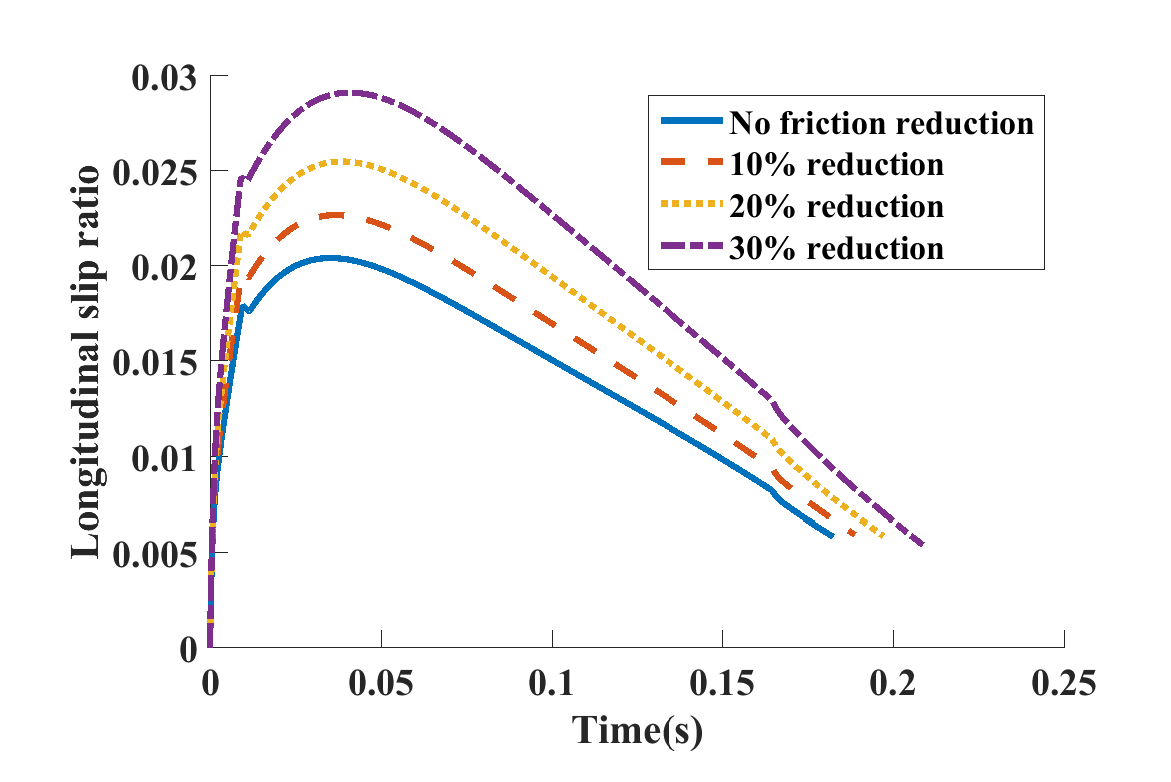 Longitudinal slip ratio
0.03
0.025
0.02
0.015
0.01
0.005
0
No friction reduction
10% reduction
20% reduction
30% reduction
0 0.05 0.1 0.15 0.2 0.25
Time(s)